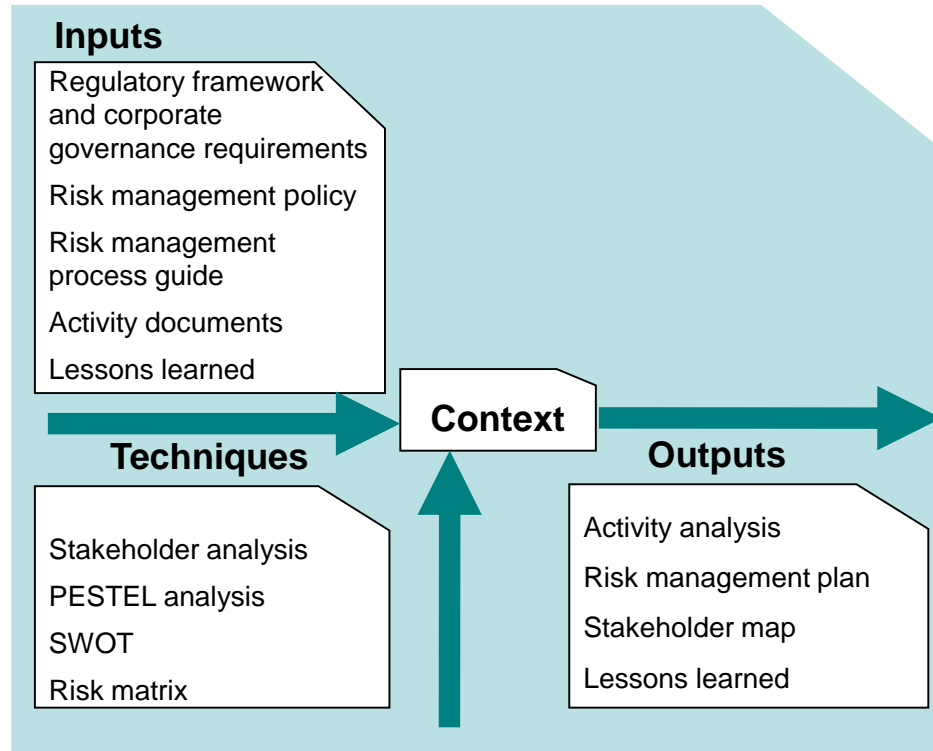 Inputs
Regulatory framework
and corporate
governance requirements
Risk management policy
Risk management
process guide
Activity documents
Lessons learned
Context
Techniques
Stakeholder analysis
PESTEL analysis
SWOT
Risk matrix
Outputs
Activity analysis
Risk management plan
Stakeholder map
Lessons learned